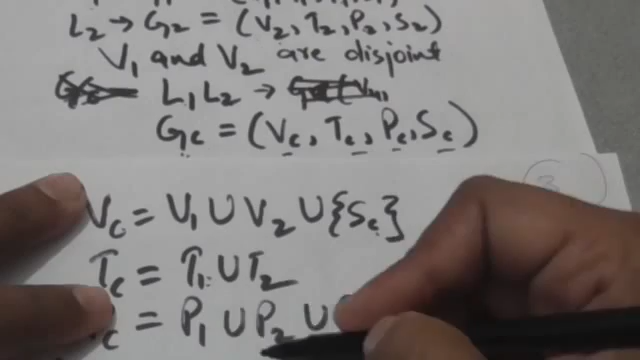 L₂ → G₂ = (V₂, T₂, P₂, S₂)
V₁ and V₂ are disjoint
L₁L₂ →
G_c = (V_c, T_c, P_c, S_c)
V_c = V₁ ∪ V₂ ∪ {S_c}
T_c = T₁ ∪ T₂
= P₁ ∪ P₂ ∪